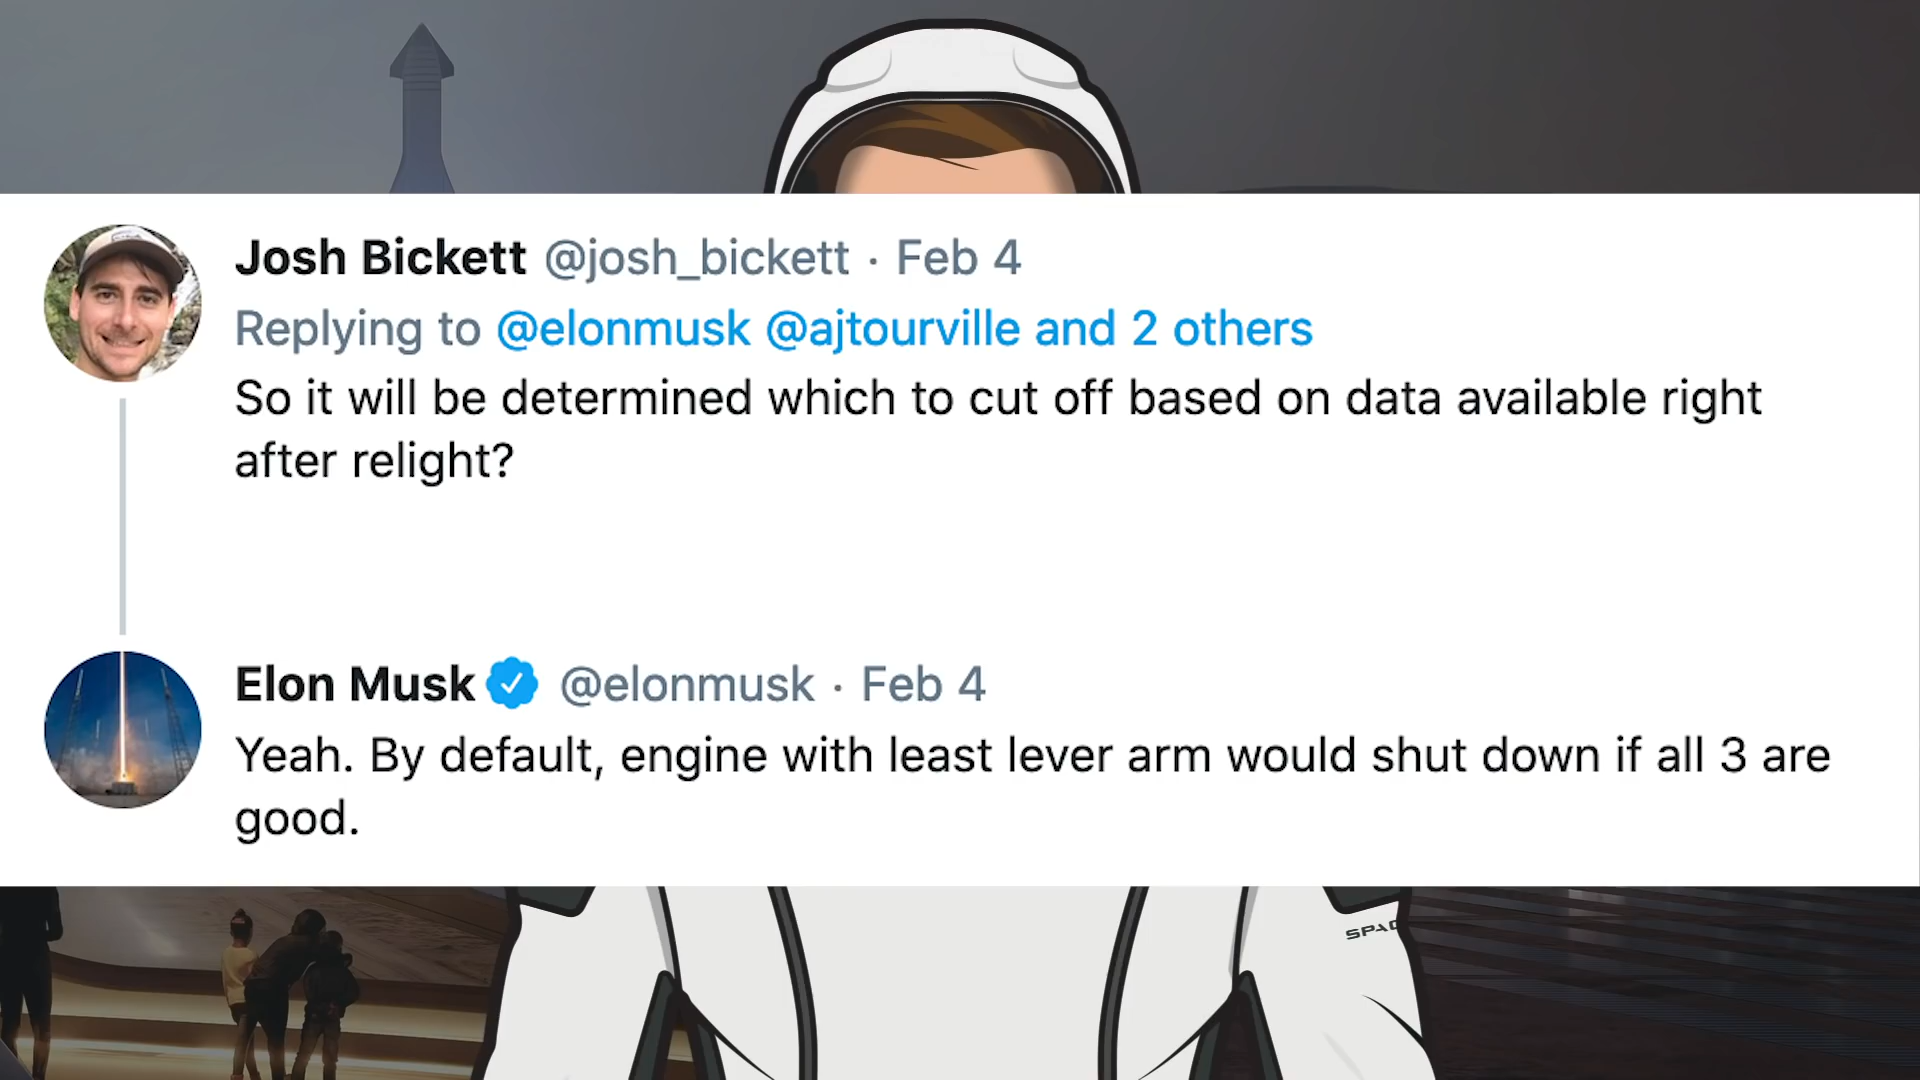 Josh Bickett @josh_bickett · Feb 4
Replying to @elonmusk @ajtourville and 2 others
So it will be determined which to cut off based on data available right
after relight?
Elon Musk @elonmusk · Feb 4
Yeah. By default, engine with least lever arm would shut down if all 3 are
good.
SPAC